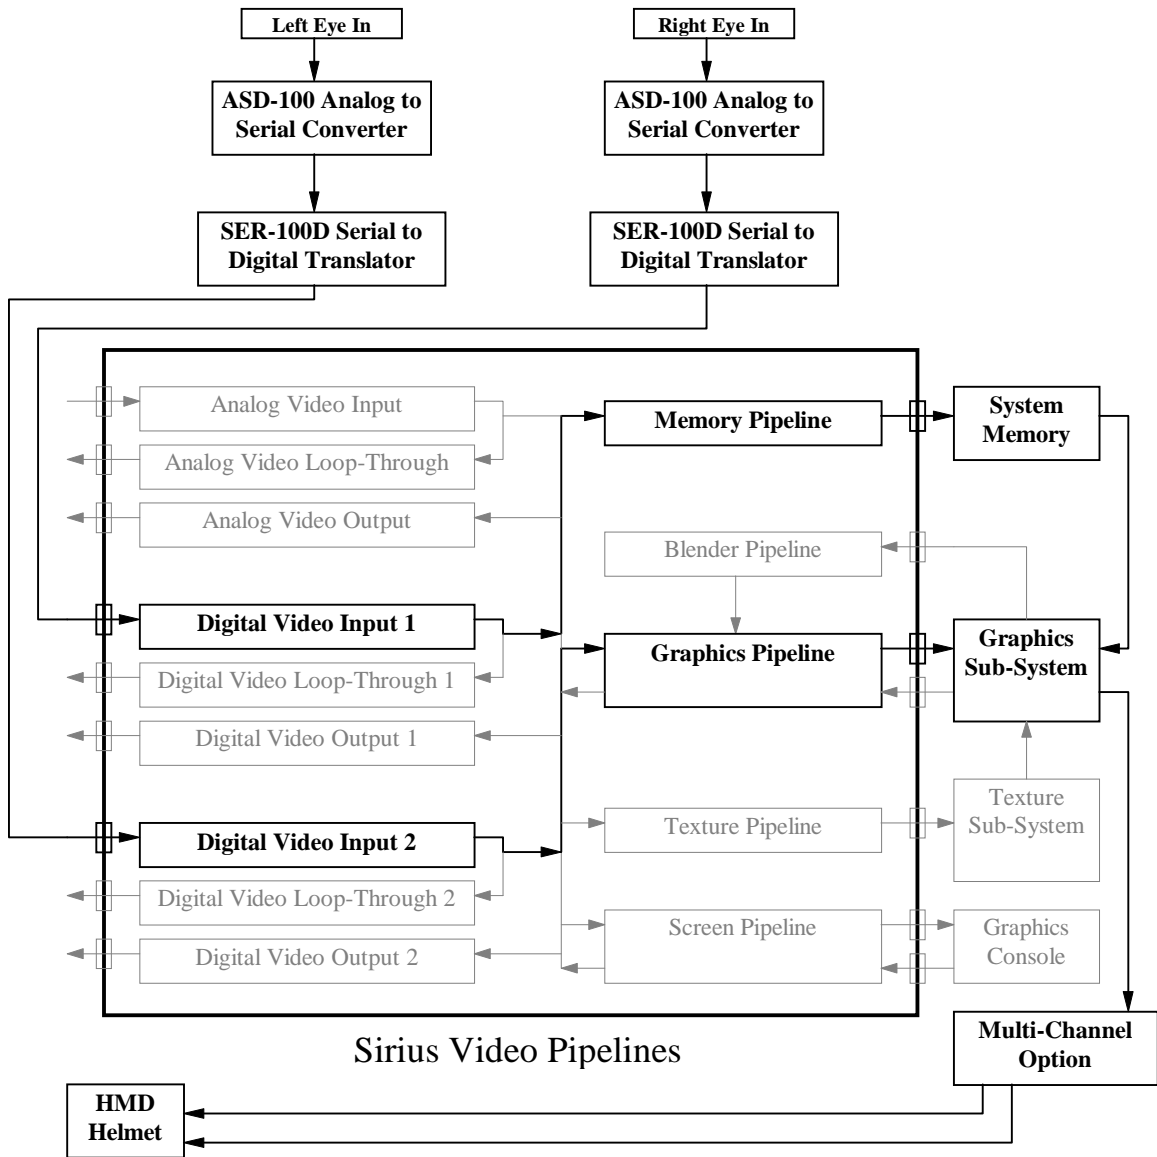 Left Eye In
Right Eye In
ASD-100 Analog to
Serial Converter
ASD-100 Analog to
Serial Converter
SER-100D Serial to
Digital Translator
SER-100D Serial to
Digital Translator
Analog Video Input
Analog Video Loop-Through
Analog Video Output
Memory Pipeline
System
Memory
Blender Pipeline
Digital Video Input 1
Digital Video Loop-Through 1
Digital Video Output 1
Graphics Pipeline
Graphics
Sub-System
Digital Video Input 2
Digital Video Loop-Through 2
Digital Video Output 2
Texture Pipeline
Texture
Sub-System
Screen Pipeline
Graphics
Console
Sirius Video Pipelines
Multi-Channel
Option
HMD
Helmet